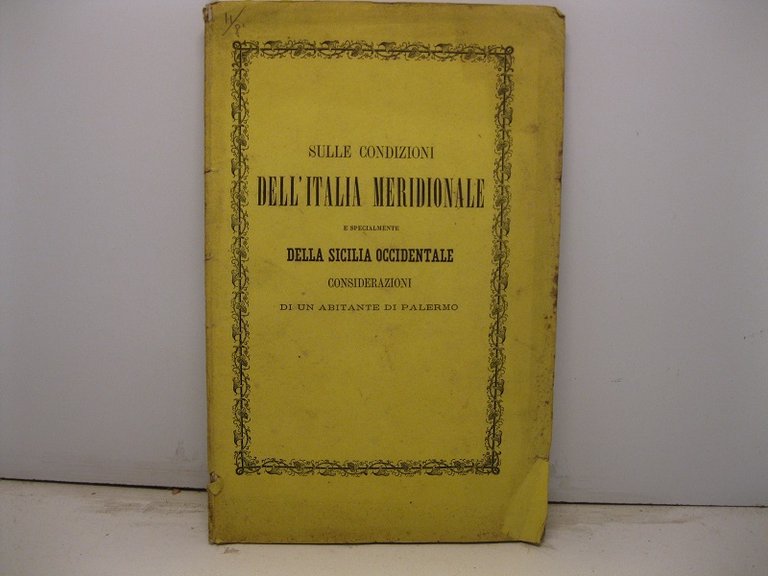 SULLE CONDIZIONI
DELL'ITALIA MERIDIONALE
E SPECIALMENTE
DELLA SICILIA OCCIDENTALE
CONSIDERAZIONI
DI UN ABITANTE DI PALERMO